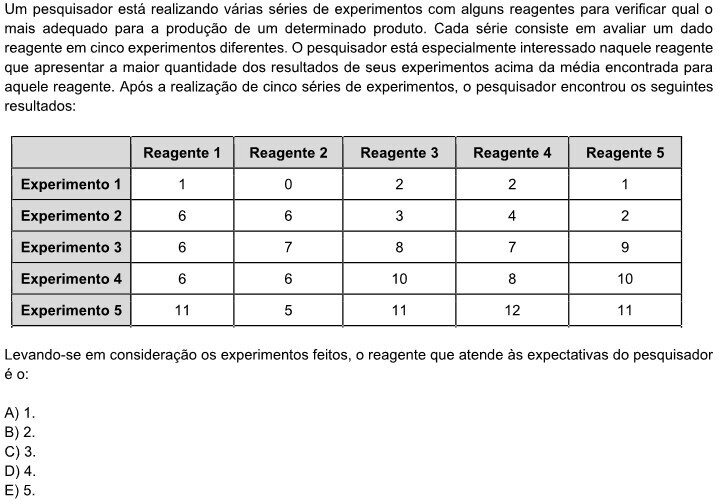 Um pesquisador está realizando várias séries de experimentos com alguns reagentes para verificar qual o
mais adequado para a produção de um determinado produto. Cada série consiste em avaliar um dado
reagente em cinco experimentos diferentes. O pesquisador está especialmente interessado naquele reagente
que apresentar a maior quantidade dos resultados de seus experimentos acima da média encontrada para
aquele reagente. Após a realização de cinco séries de experimentos, o pesquisador encontrou os seguintes
resultados:
Reagente 1 Reagente 2 Reagente 3 Reagente 4 Reagente 5
Experimento 1 1 0 2 2 1
Experimento 2 6 6 3 4 2
Experimento 3 6 7 8 7 9
Experimento 4 6 6 10 8 10
Experimento 5 11 5 11 12 11
Levando-se em consideração os experimentos feitos, o reagente que atende às expectativas do pesquisador
é o:
A) 1.
B) 2.
C) 3.
D) 4.
E) 5.